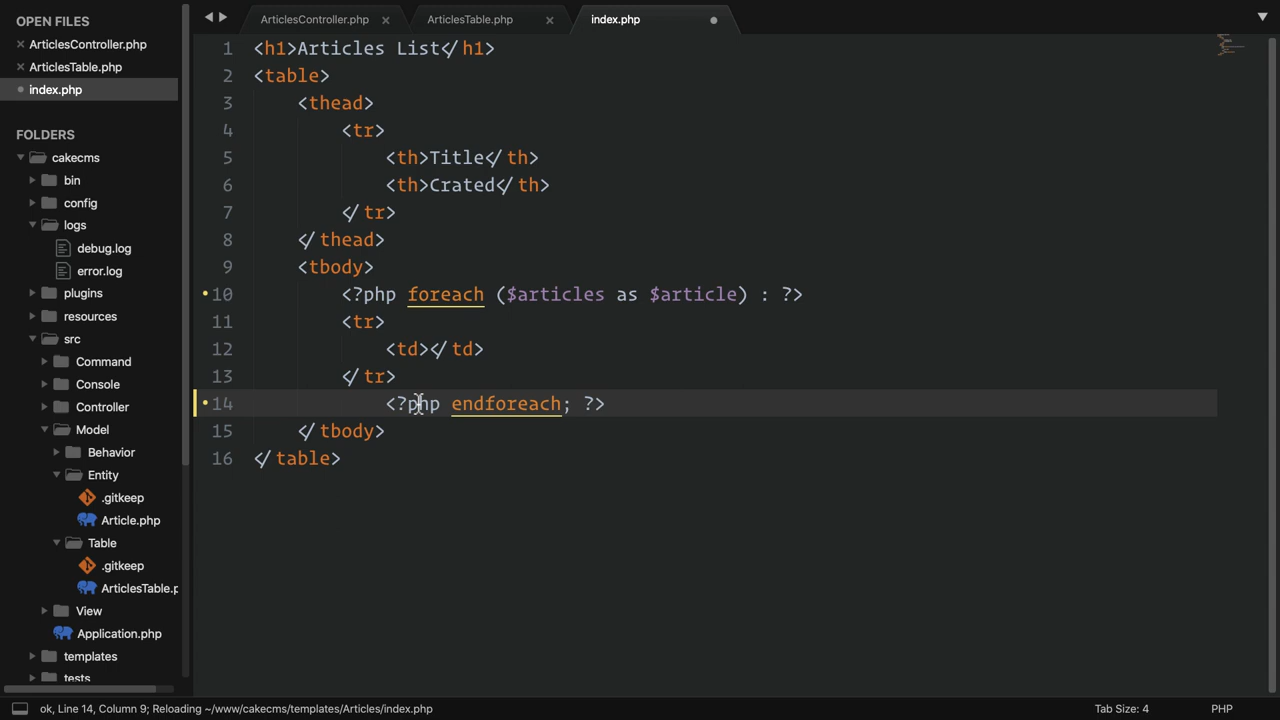 OPEN FILES
ArticlesController.php
ArticlesTable.php
index.php
FOLDERS
cakecms
bin
config
logs
debug.log
error.log
plugins
resources
src
Command
Console
Controller
Model
Behavior
Entity
.gitkeep
Article.php
Table
.gitkeep
ArticlesTable.p
View
Application.php
templates
tests
ArticlesController.php
ArticlesTable.php
index.php
1 <h1>Articles List</h1>
2 <table>
3 <thead>
4 <tr>
5 <th>Title</th>
6 <th>Crated</th>
7 </tr>
8 </thead>
9 <tbody>
10 <?php foreach ($articles as $article) : ?>
11 <tr>
12 <td></td>
13 </tr>
14 <?php endforeach; ?>
15 </tbody>
16 </table>
ok, Line 14, Column 9; Reloading ~/www/cakecms/templates/Articles/index.php
Tab Size: 4
PHP